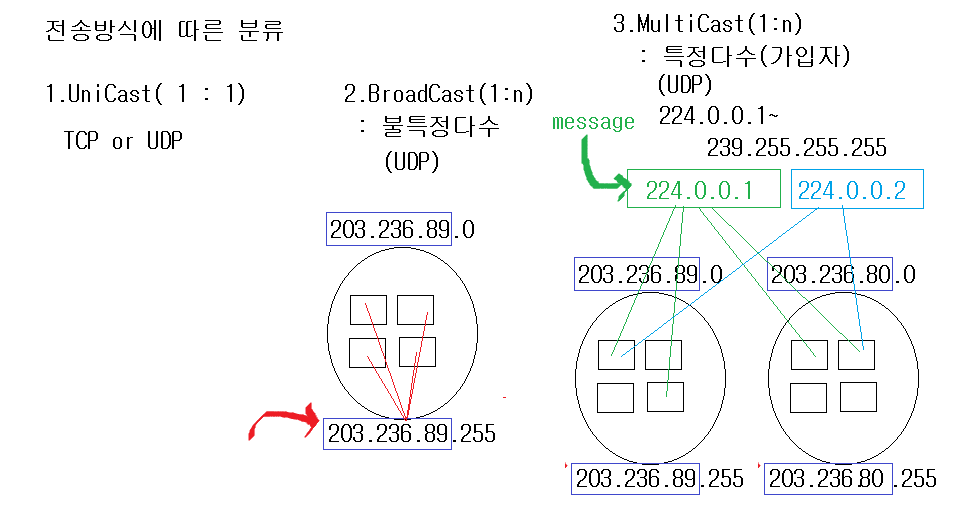 전송방식에 따른 분류
1.UniCast( 1 : 1)
TCP or UDP
2.BroadCast(1:n)
: 불특정다수
(UDP)
203.236.89.0
203.236.89.255
3.MultiCast(1:n)
: 특정다수(가입자)
(UDP)
224.0.0.1~
239.255.255.255
message
224.0.0.1
224.0.0.2
203.236.89.0
203.236.80.0
203.236.89.255
203.236.80.255